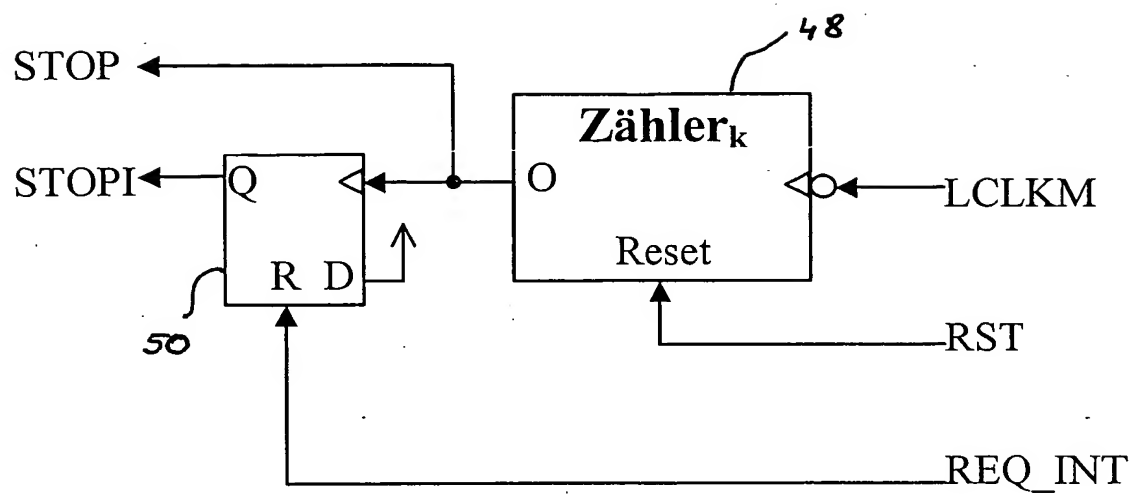 48
STOP
Zählerk
STOPI
Q
O
LCLKM
Reset
R D
50
RST
REQ_INT